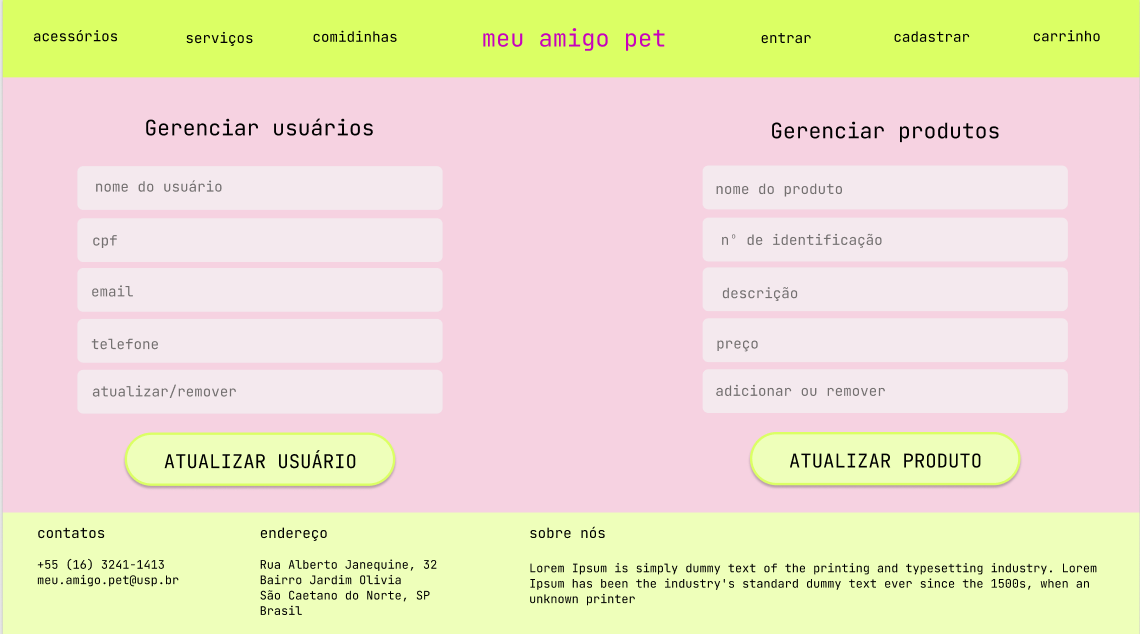 acessórios serviços comidinhas meu amigo pet entrar cadastrar carrinho
Gerenciar usuários
nome do usuário
cpf
email
telefone
atualizar/remover
ATUALIZAR USUÁRIO
Gerenciar produtos
nome do produto
n° de identificação
descrição
preço
adicionar ou remover
ATUALIZAR PRODUTO
contatos
+55 (16) 3241-1413
meu.amigo.pet@usp.br
endereço
Rua Alberto Janequine, 32
Bairro Jardim Olivia
São Caetano do Norte, SP
Brasil
sobre nós
Lorem Ipsum is simply dummy text of the printing and typesetting industry. Lorem
Ipsum has been the industry's standard dummy text ever since the 1500s, when an
unknown printer